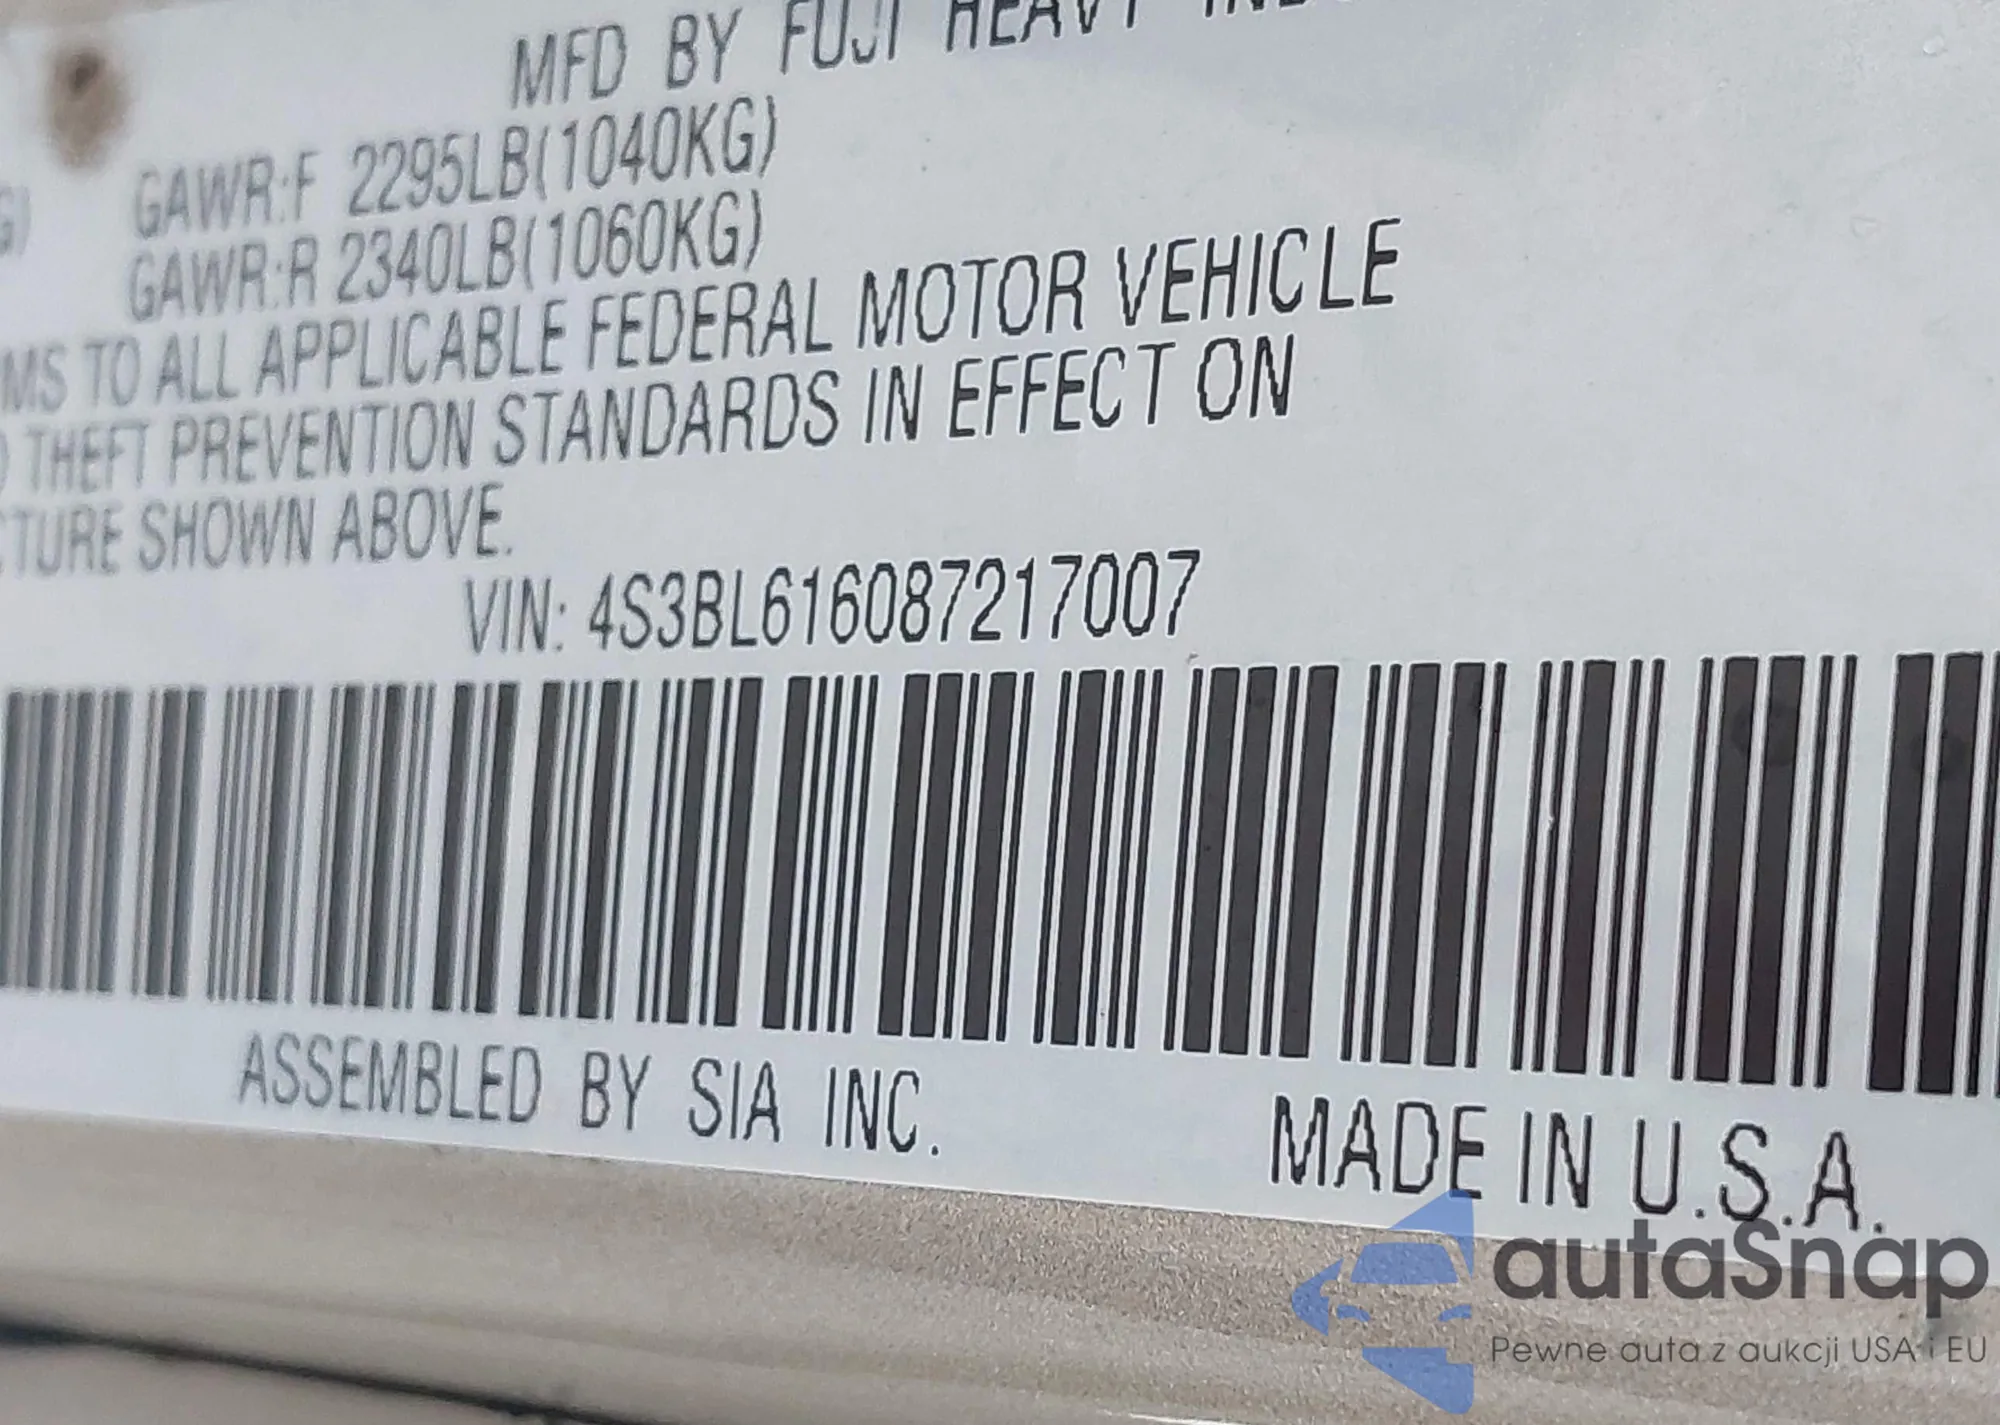 MFD BY FUJI HEAVY
G) GAWR:F 2295LB(1040KG)
GAWR:R 2340LB(1060KG)
MS TO ALL APPLICABLE FEDERAL MOTOR VEHICLE
THEFT PREVENTION STANDARDS IN EFFECT ON
CTURE SHOWN ABOVE.
VIN: 4S3BL616087217007
ASSEMBLED BY SIA INC.
MADE IN U.S.A.
autaSnap
Pewne auta z aukcji USA i EU